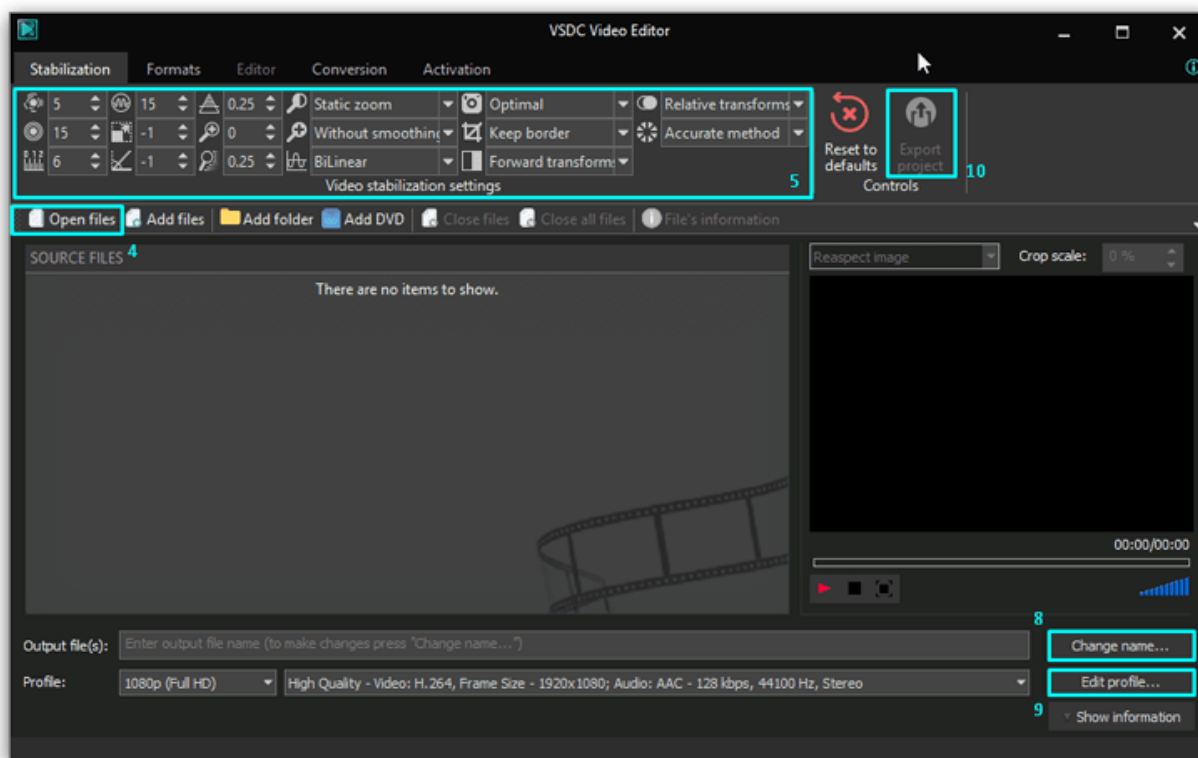 VSDC Video Editor
Stabilization Formats Editor Conversion Activation
5 15 0.25 Static zoom Optimal Relative transforms
15 -1 0 Without smoothing Keep border Accurate method
6 -1 0.25 BiLinear Forward transforms
Video stabilization settings
5
Reset to defaults
Export project
10
Controls
Open files Add files Add folder Add DVD Close files Close all files File's information
SOURCE FILES
4
There are no items to show.
Reaspect image Crop scale: 0 %
00:00/00:00
8
Output file(s): Enter output file name (to make changes press "Change name...") Change name...
Profile: 1080p (Full HD) High Quality - Video: H.264, Frame Size - 1920x1080; Audio: AAC - 128 kbps, 44100 Hz, Stereo Edit profile...
9
Show information